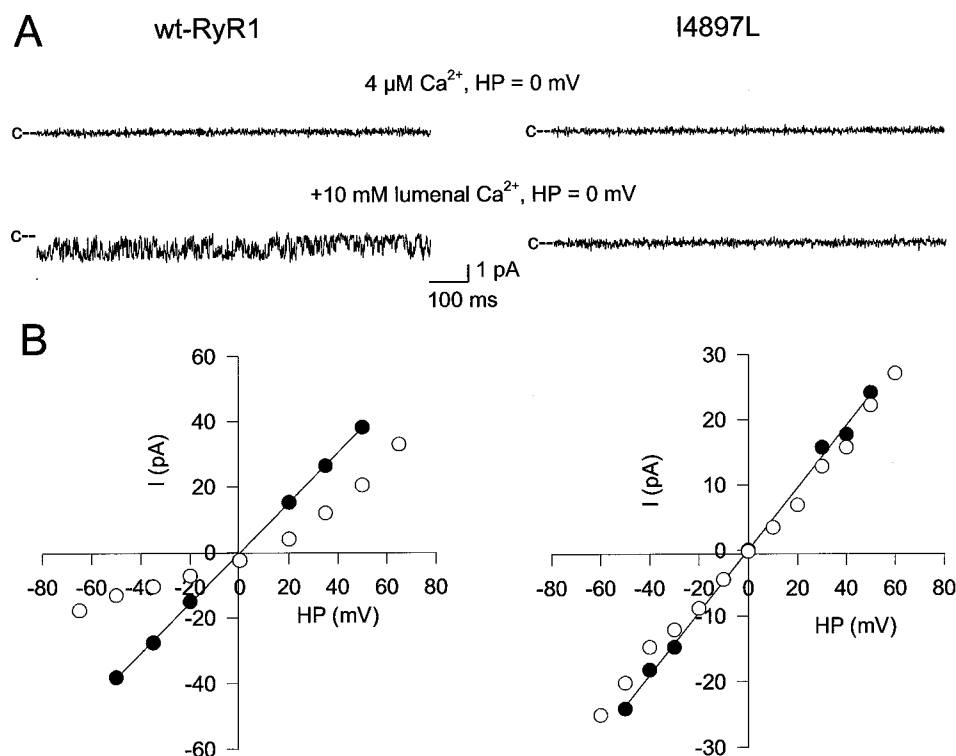 A
wt-RyR1
I4897L
4 µM Ca2+, HP = 0 mV
c--
c--
+10 mM lumenal Ca2+, HP = 0 mV
c--
c--
1 pA
100 ms
B
60
40
20
0
-20
-40
-60
I (pA)
-80 -60 -40 -20 0 20 40 60 80
HP (mV)
30
20
10
0
-10
-20
-30
I (pA)
-80 -60 -40 -20 0 20 40 60 80
HP (mV)